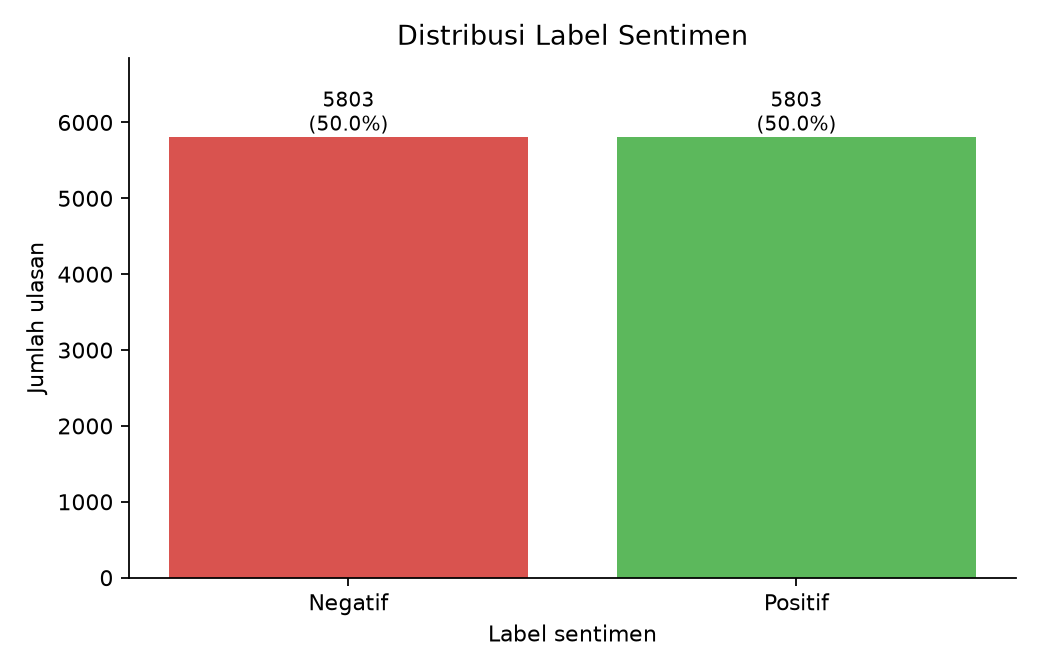 Distribusi Label Sentimen
5803
(50.0%)
5803
(50.0%)
6000
5000
4000
3000
2000
1000
0
Jumlah ulasan
Negatif
Positif
Label sentimen